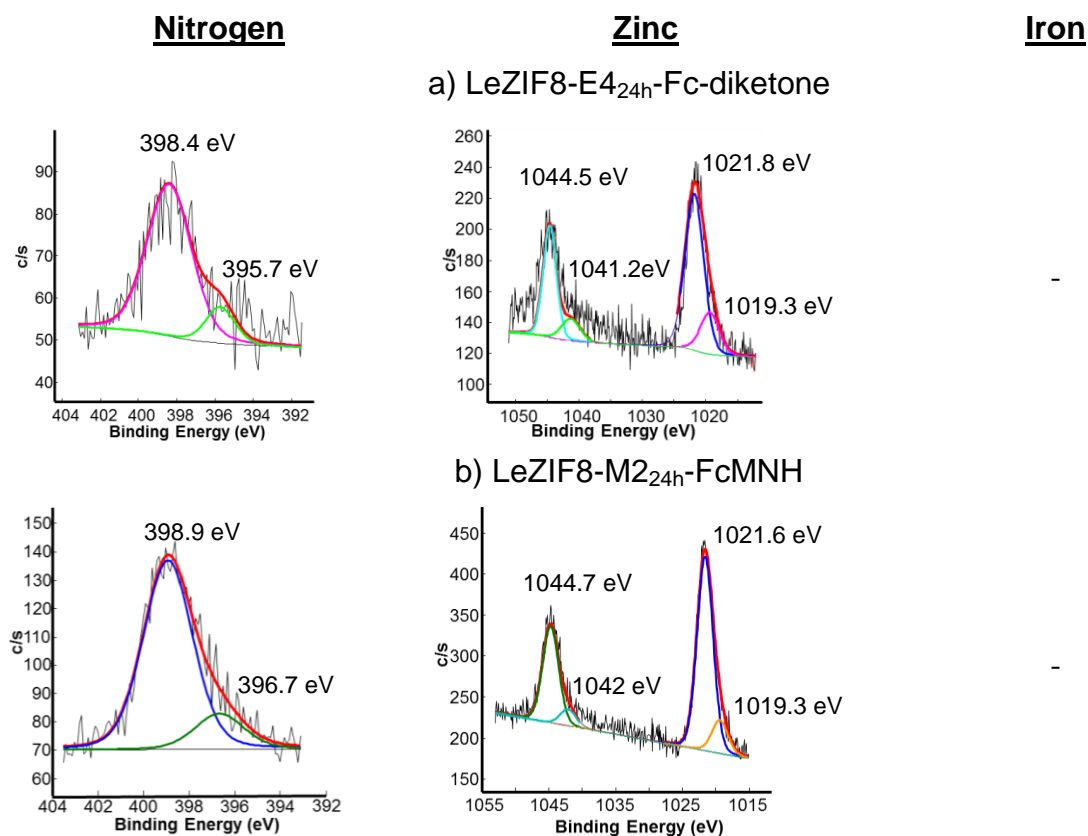 Nitrogen Zinc Iron
a) LeZIF8-E424h-Fc-diketone
398.4 eV
395.7 eV
90
80
70
60
50
40
c/s
404 402 400 398 396 394 392
Binding Energy (eV)
1044.5 eV
1041.2eV
1021.8 eV
1019.3 eV
260
240
220
200
180
160
140
120
100
c/s
1050 1040 1030 1020
Binding Energy (eV)
-
b) LeZIF8-M224h-FcMNH
398.9 eV
396.7 eV
150
140
130
120
110
100
90
80
70
60
c/s
404 402 400 398 396 394 392
Binding Energy (eV)
1044.7 eV
1042 eV
1021.6 eV
1019.3 eV
450
400
350
300
250
200
150
c/s
1055 1045 1035 1025 1015
Binding Energy (eV)
-